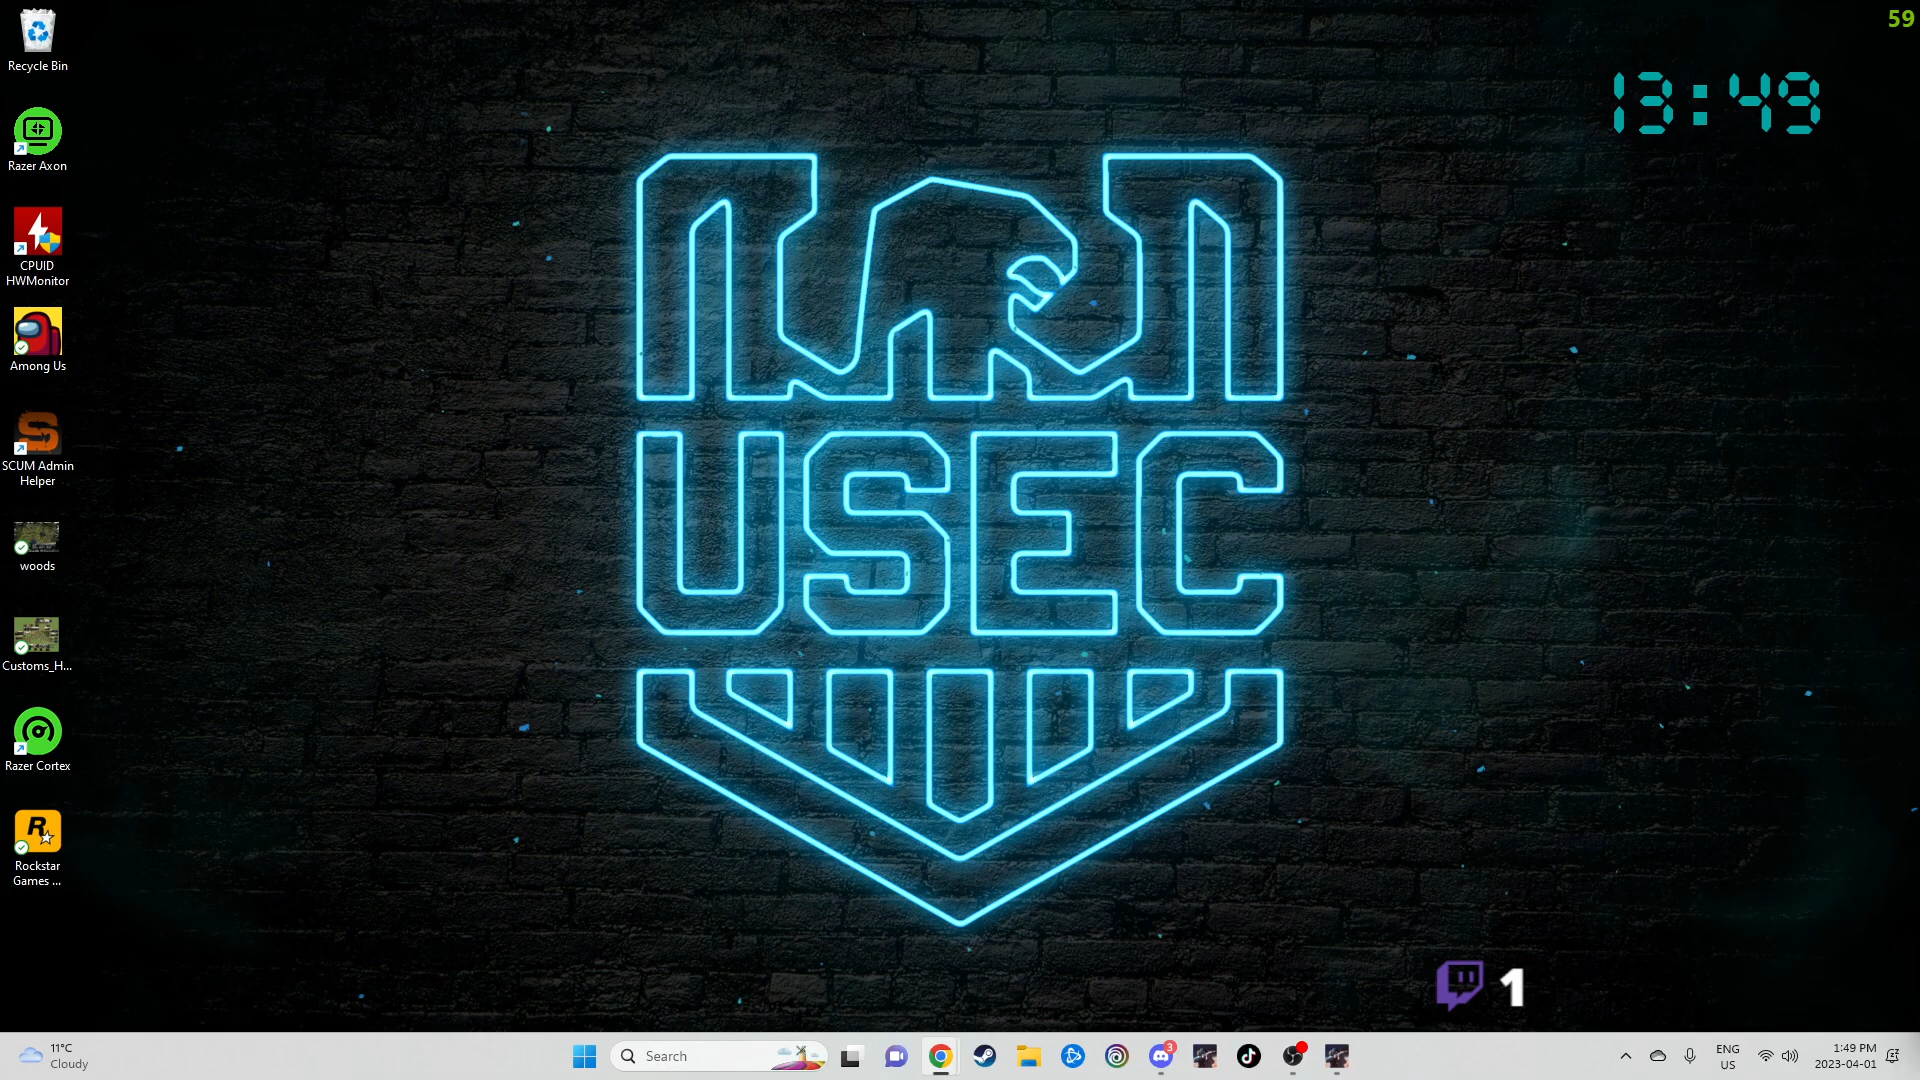 59
13:49
Recycle Bin
Razer Axon
CPUID
HWMonitor
Among Us
SCUM Admin
Helper
woods
Customs_H...
Razer Cortex
Rockstar
Games ...
USEC
1
11°C
Cloudy
Search
3
ENG
US
1:49 PM
2023-04-01